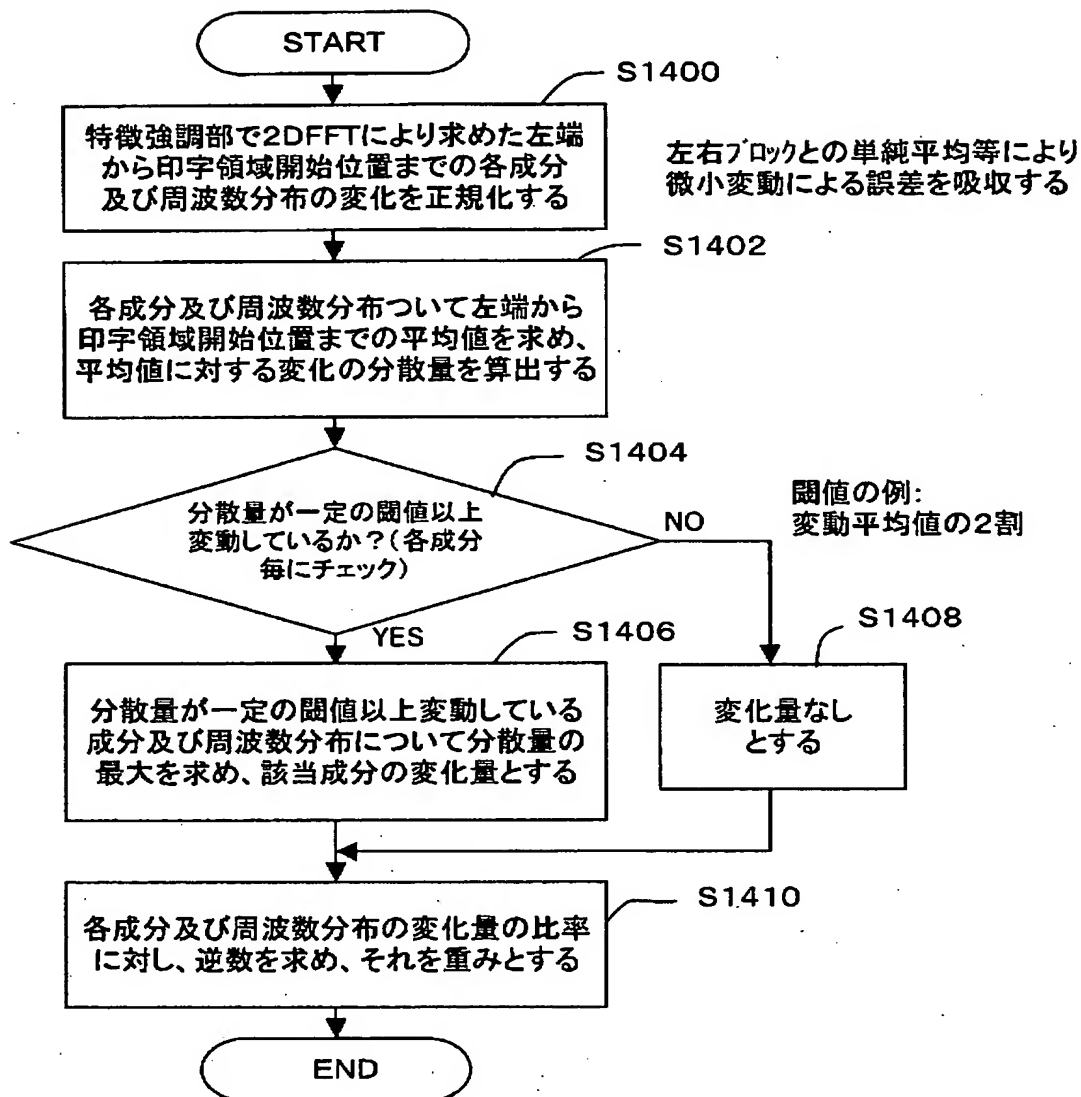 START
S1400
特徴強調部で2DFFTにより求めた左端
から印字領域開始位置までの各成分
及び周波数分布の変化を正規化する
左右ブロックとの単純平均等により
微小変動による誤差を吸収する
S1402
各成分及び周波数分布ついて左端から
印字領域開始位置までの平均値を求め、
平均値に対する変化の分散量を算出する
S1404
分散量が一定の閾値以上
変動しているか?(各成分
毎にチェック)
NO
閾値の例:
変動平均値の2割
YES
S1406
S1408
分散量が一定の閾値以上変動している
成分及び周波数分布について分散量の
最大を求め、該当成分の変化量とする
変化量なし
とする
S1410
各成分及び周波数分布の変化量の比率
に対し、逆数を求め、それを重みとする
END